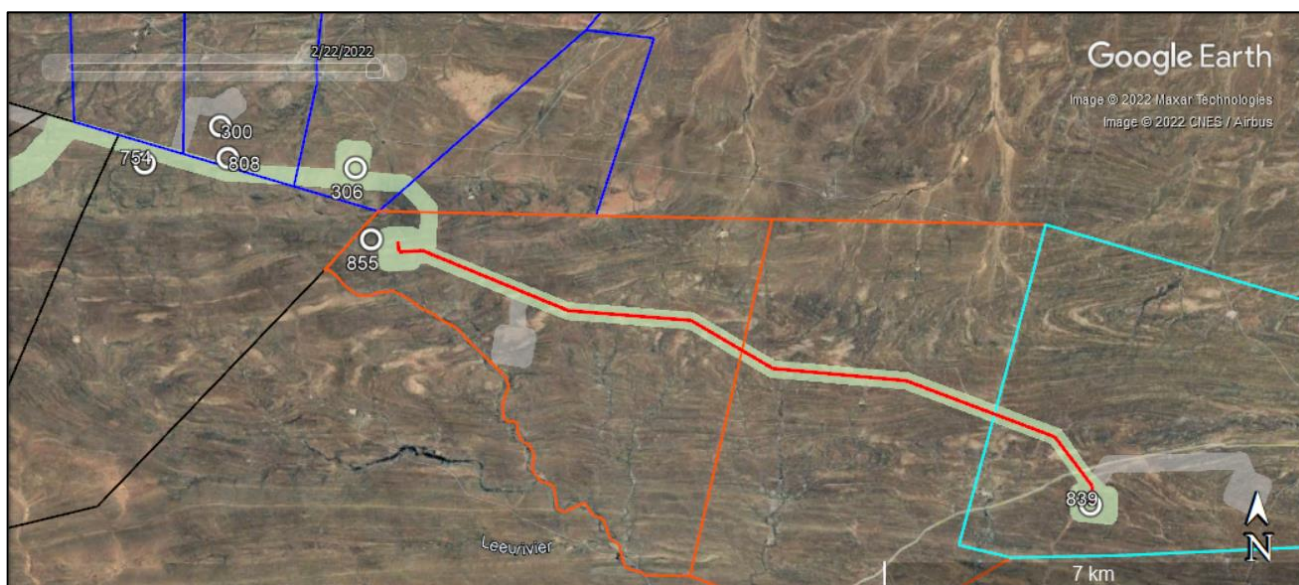 2/22/2022
Google Earth
Image © 2022 Maxar Technologies
Image © 2022 CNES / Airbus
300
754
808
306
855
839
N
Leeurivier
7 km